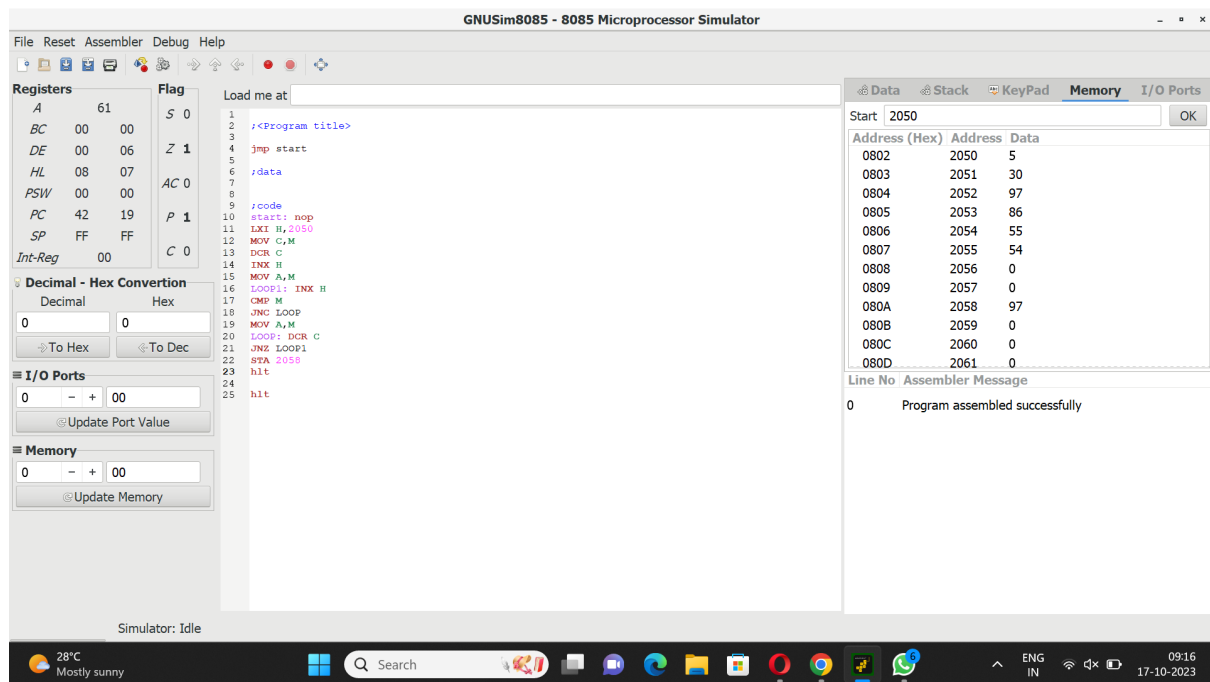 GNUSim8085 - 8085 Microprocessor Simulator
File Reset Assembler Debug Help
Registers
A 61
BC 00 00
DE 00 06
HL 08 07
PSW 00 00
PC 42 19
SP FF FF
Int-Reg 00
Flag
S 0
Z 1
AC 0
P 1
C 0
Decimal - Hex Convertion
Decimal Hex
0 0
To Hex To Dec
I/O Ports
0 - + 00
Update Port Value
Memory
0 - + 00
Update Memory
Load me at
1
2 ;<Program title>
3
4 jmp start
5
6 ;data
7
8
9 ;code
10 start: nop
11 LXI H,2050
12 MOV C,M
13 DCR C
14 INX H
15 MOV A,M
16 LOOP1: INX H
17 CMP M
18 JNC LOOP
19 MOV A,M
20 LOOP: DCR C
21 JNZ LOOP1
22 STA 2058
23 hlt
24
25 hlt
Data Stack KeyPad Memory I/O Ports
Start 2050 OK
Address (Hex) Address Data
0802 2050 5
0803 2051 30
0804 2052 97
0805 2053 86
0806 2054 55
0807 2055 54
0808 2056 0
0809 2057 0
080A 2058 97
080B 2059 0
080C 2060 0
080D 2061 0
Line No Assembler Message
0 Program assembled successfully
Simulator: Idle
28°C
Mostly sunny
Search
6
ENG
IN
09:16
17-10-2023